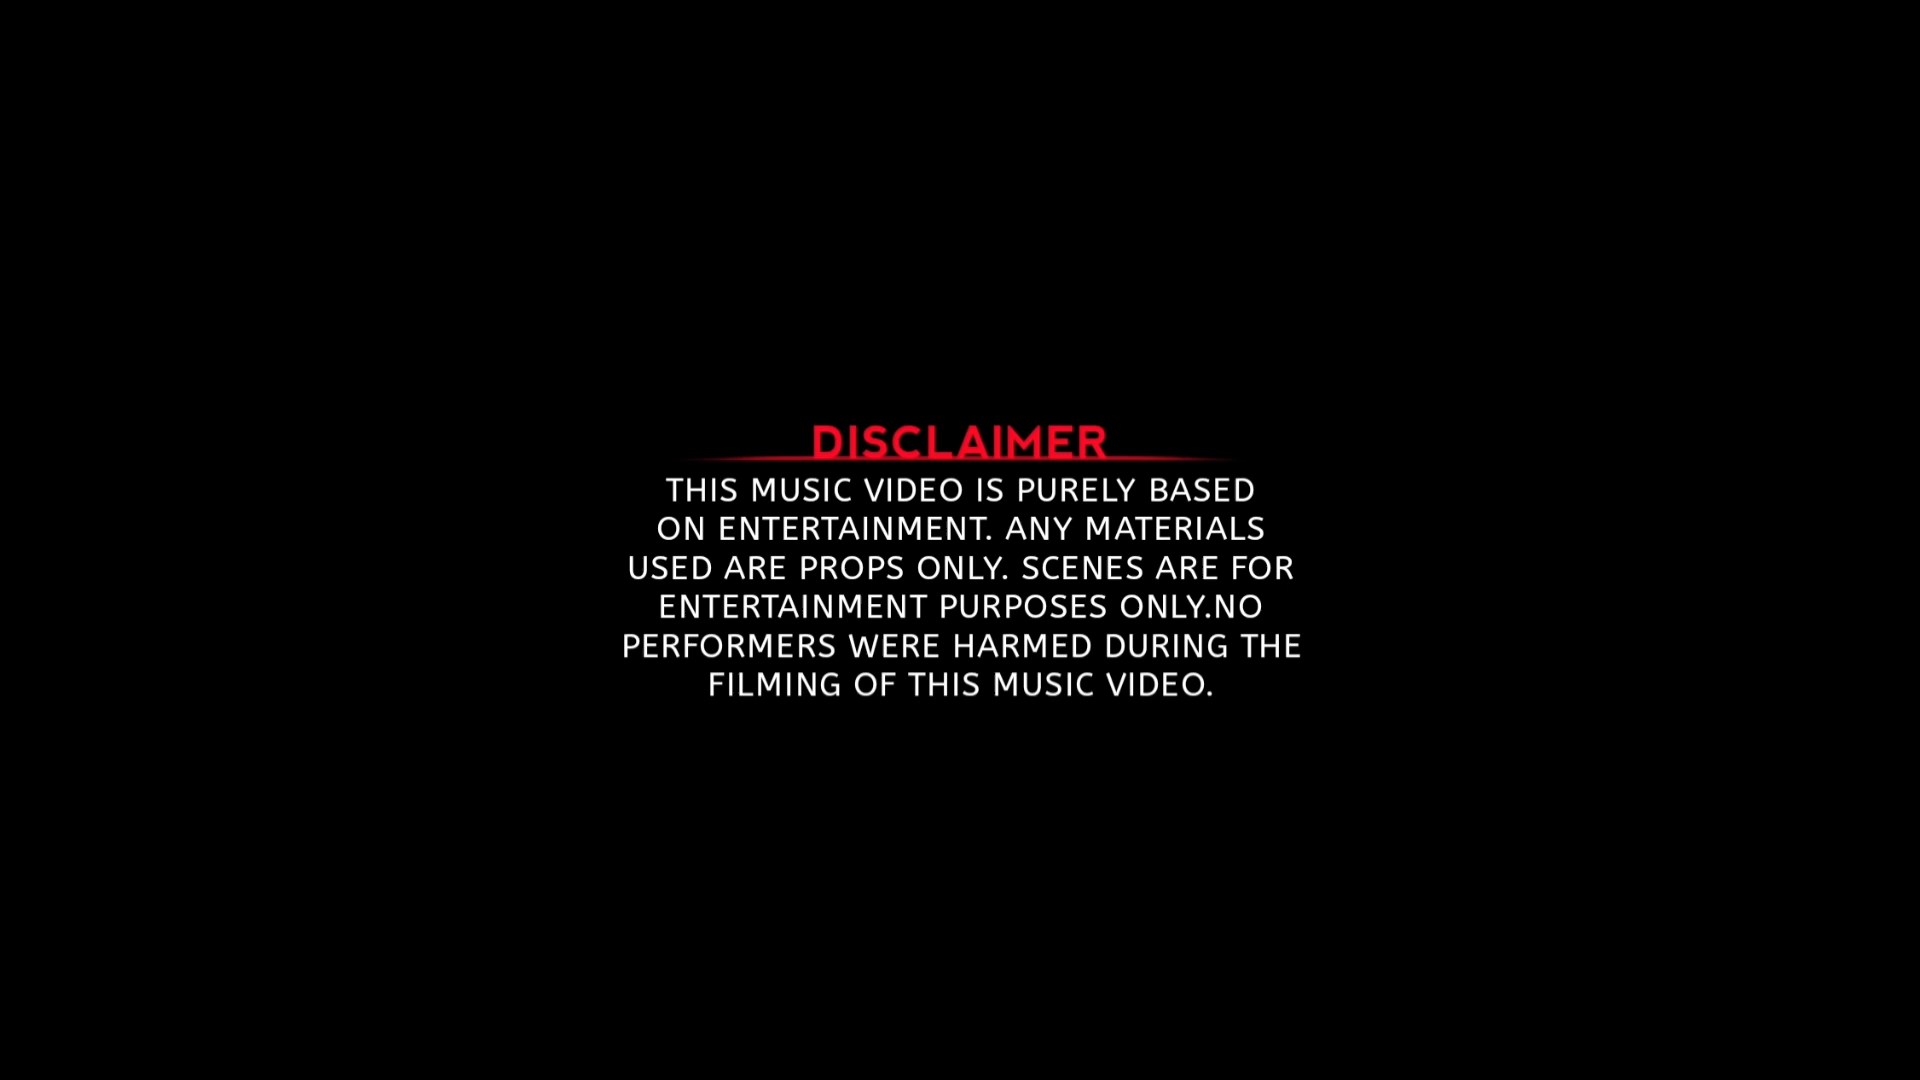 DISCLAIMER
THIS MUSIC VIDEO IS PURELY BASED
ON ENTERTAINMENT. ANY MATERIALS
USED ARE PROPS ONLY. SCENES ARE FOR
ENTERTAINMENT PURPOSES ONLY.NO
PERFORMERS WERE HARMED DURING THE
FILMING OF THIS MUSIC VIDEO.